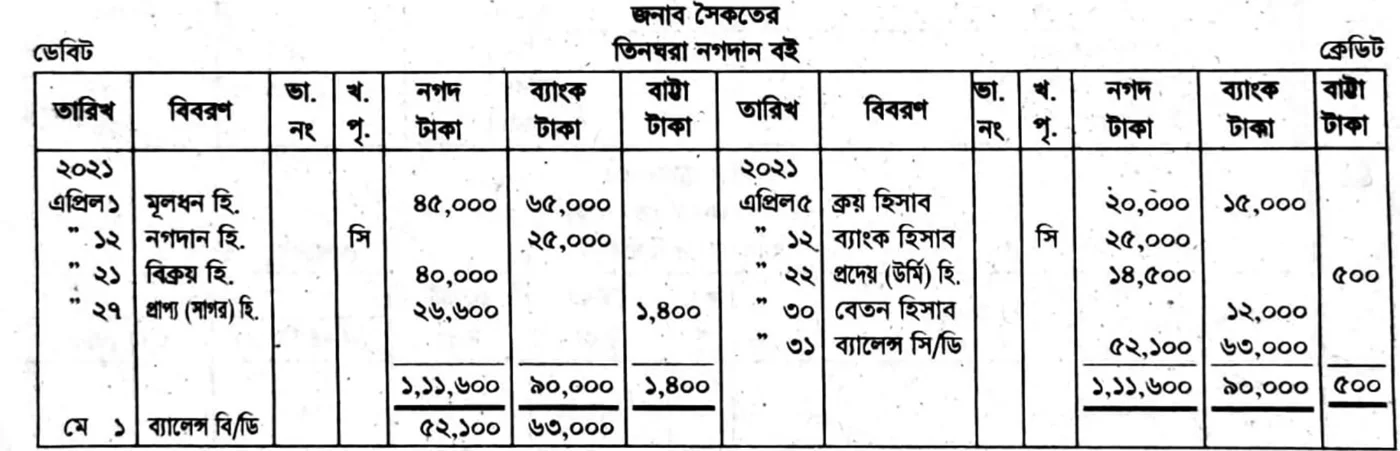 জনাব সৈকতের
ডেবিট তিনঘরা নগদান বই ক্রেডিট
তারিখ বিবরণ ভা. নং খ. পৃ. নগদ টাকা ব্যাংক টাকা বাট্টা টাকা তারিখ বিবরণ ভা. নং খ. পৃ. নগদ টাকা ব্যাংক টাকা বাট্টা টাকা
২০২১ ২০২১
এপ্রিল ১ মূলধন হি. ৪৫,০০০ ৬৫,০০০ এপ্রিল ৫ ক্রয় হিসাব ২০,০০০ ১৫,০০০
" ১২ নগদান হি. সি ২৫,০০০ " ১২ ব্যাংক হিসাব সি ২৫,০০০
" ২১ বিক্রয় হি. ৪০,০০০ " ২২ প্রদেয় (উর্মি) হি. ১৪,৫০০ ৫০০
" ২৭ প্রাপ্য (সাগর) হি. ২৬,৬০০ ১,৪০০ " ৩০ বেতন হিসাব ১২,০০০
" ৩১ ব্যালেন্স সি/ডি ৫২,১০০ ৬৩,০০০
১,১১,৬০০ ৯০,০০০ ১,৪০০ ১,১১,৬০০ ৯০,০০০ ৫০০
মে ১ ব্যালেন্স বি/ডি ৫২,১০০ ৬৩,০০০